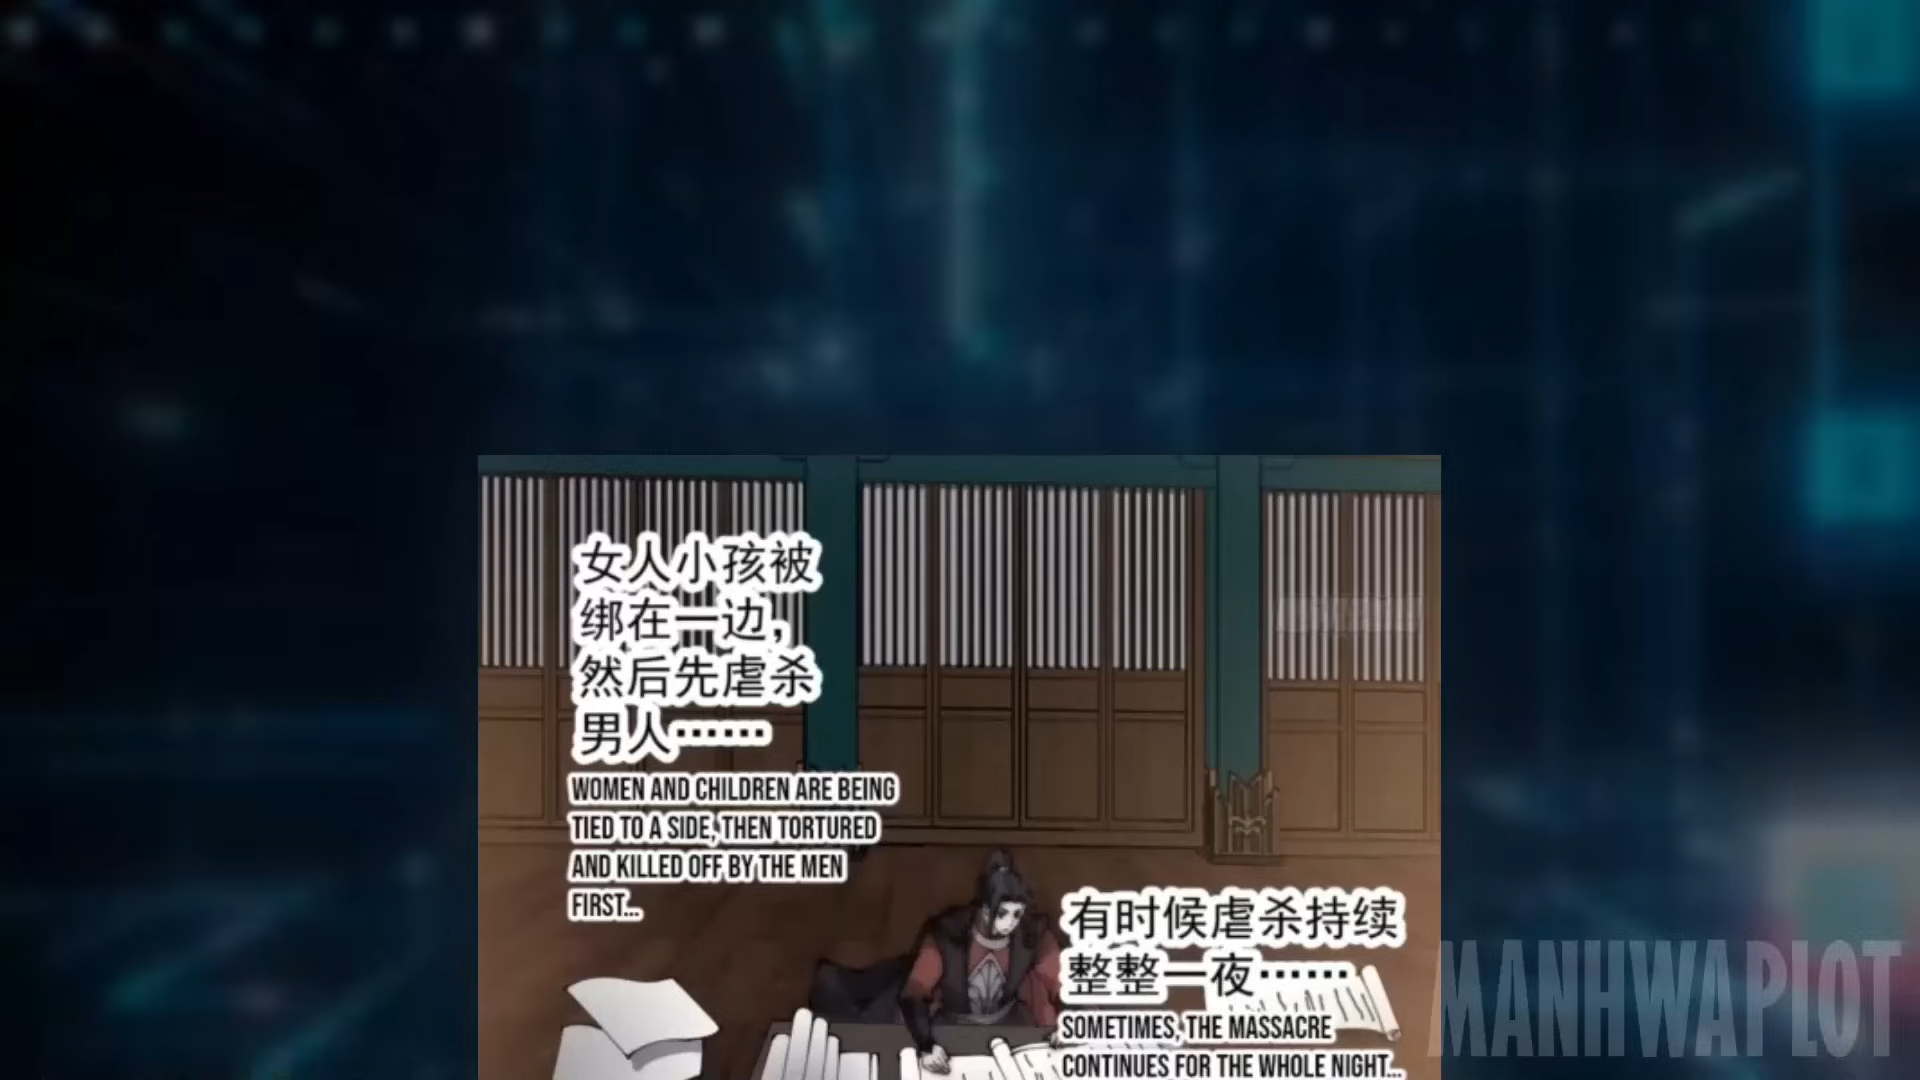 女人小孩被
绑在一边，
然后先虐杀
男人……
WOMEN AND CHILDREN ARE BEING
TIED TO A SIDE, THEN TORTURED
AND KILLED OFF BY THE MEN
FIRST...
有时候虐杀持续
整整一夜……
SOMETIMES, THE MASSACRE
CONTINUES FOR THE WHOLE NIGHT...
MANHWAPLOT